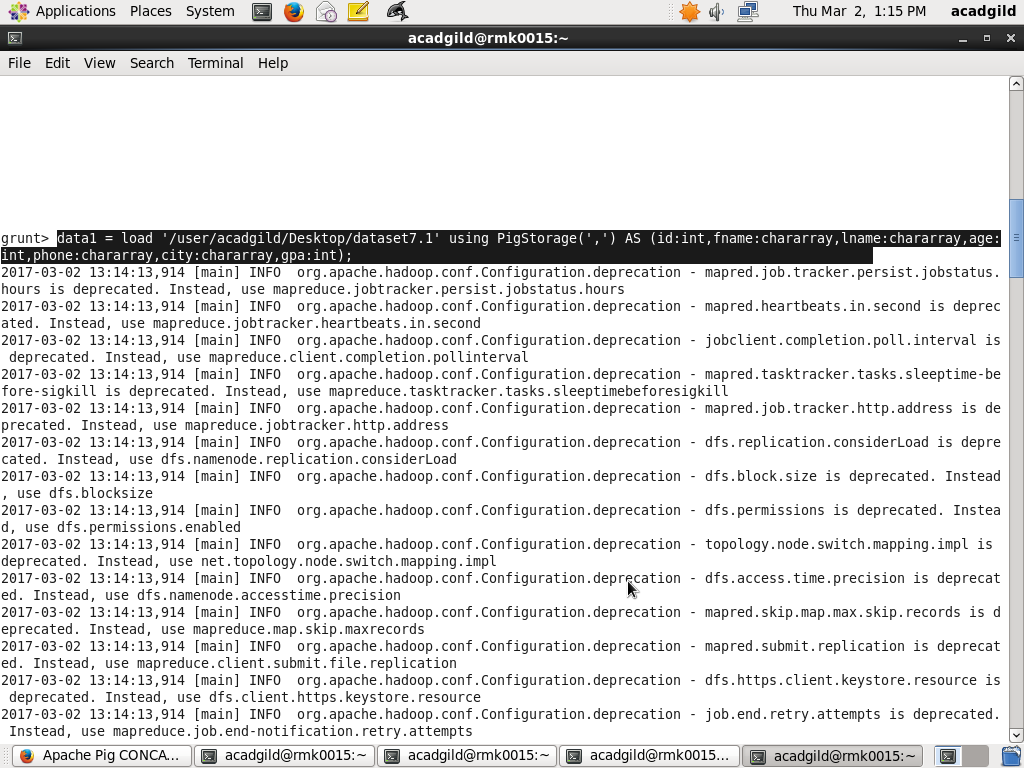 Applications Places System Thu Mar 2, 1:15 PM acadgild
acadgild@rmk0015:~
File Edit View Search Terminal Help
grunt> data1 = load '/user/acadgild/Desktop/dataset7.1' using PigStorage(',') AS (id:int,fname:chararray,lname:chararray,age:
int,phone:chararray,city:chararray,gpa:int);
2017-03-02 13:14:13,914 [main] INFO  org.apache.hadoop.conf.Configuration.deprecation - mapred.job.tracker.persist.jobstatus.
hours is deprecated. Instead, use mapreduce.jobtracker.persist.jobstatus.hours
2017-03-02 13:14:13,914 [main] INFO  org.apache.hadoop.conf.Configuration.deprecation - mapred.heartbeats.in.second is deprec
ated. Instead, use mapreduce.jobtracker.heartbeats.in.second
2017-03-02 13:14:13,914 [main] INFO  org.apache.hadoop.conf.Configuration.deprecation - jobclient.completion.poll.interval is
 deprecated. Instead, use mapreduce.client.completion.pollinterval
2017-03-02 13:14:13,914 [main] INFO  org.apache.hadoop.conf.Configuration.deprecation - mapred.tasktracker.tasks.sleeptime-be
fore-sigkill is deprecated. Instead, use mapreduce.tasktracker.tasks.sleeptimebeforesigkill
2017-03-02 13:14:13,914 [main] INFO  org.apache.hadoop.conf.Configuration.deprecation - mapred.job.tracker.http.address is de
precated. Instead, use mapreduce.jobtracker.http.address
2017-03-02 13:14:13,914 [main] INFO  org.apache.hadoop.conf.Configuration.deprecation - dfs.replication.considerLoad is depre
cated. Instead, use dfs.namenode.replication.considerLoad
2017-03-02 13:14:13,914 [main] INFO  org.apache.hadoop.conf.Configuration.deprecation - dfs.block.size is deprecated. Instead
, use dfs.blocksize
2017-03-02 13:14:13,914 [main] INFO  org.apache.hadoop.conf.Configuration.deprecation - dfs.permissions is deprecated. Instea
d, use dfs.permissions.enabled
2017-03-02 13:14:13,914 [main] INFO  org.apache.hadoop.conf.Configuration.deprecation - topology.node.switch.mapping.impl is
deprecated. Instead, use net.topology.node.switch.mapping.impl
2017-03-02 13:14:13,914 [main] INFO  org.apache.hadoop.conf.Configuration.deprecation - dfs.access.time.precision is deprecat
ed. Instead, use dfs.namenode.accesstime.precision
2017-03-02 13:14:13,914 [main] INFO  org.apache.hadoop.conf.Configuration.deprecation - mapred.skip.map.max.skip.records is d
eprecated. Instead, use mapreduce.map.skip.maxrecords
2017-03-02 13:14:13,914 [main] INFO  org.apache.hadoop.conf.Configuration.deprecation - mapred.submit.replication is deprecat
ed. Instead, use mapreduce.client.submit.file.replication
2017-03-02 13:14:13,914 [main] INFO  org.apache.hadoop.conf.Configuration.deprecation - dfs.https.client.keystore.resource is
 deprecated. Instead, use dfs.client.https.keystore.resource
2017-03-02 13:14:13,914 [main] INFO  org.apache.hadoop.conf.Configuration.deprecation - job.end.retry.attempts is deprecated.
 Instead, use mapreduce.job.end-notification.retry.attempts
Apache Pig CONCA... acadgild@rmk0015:~ acadgild@rmk0015:~ acadgild@rmk0015... acadgild@rmk0015:~